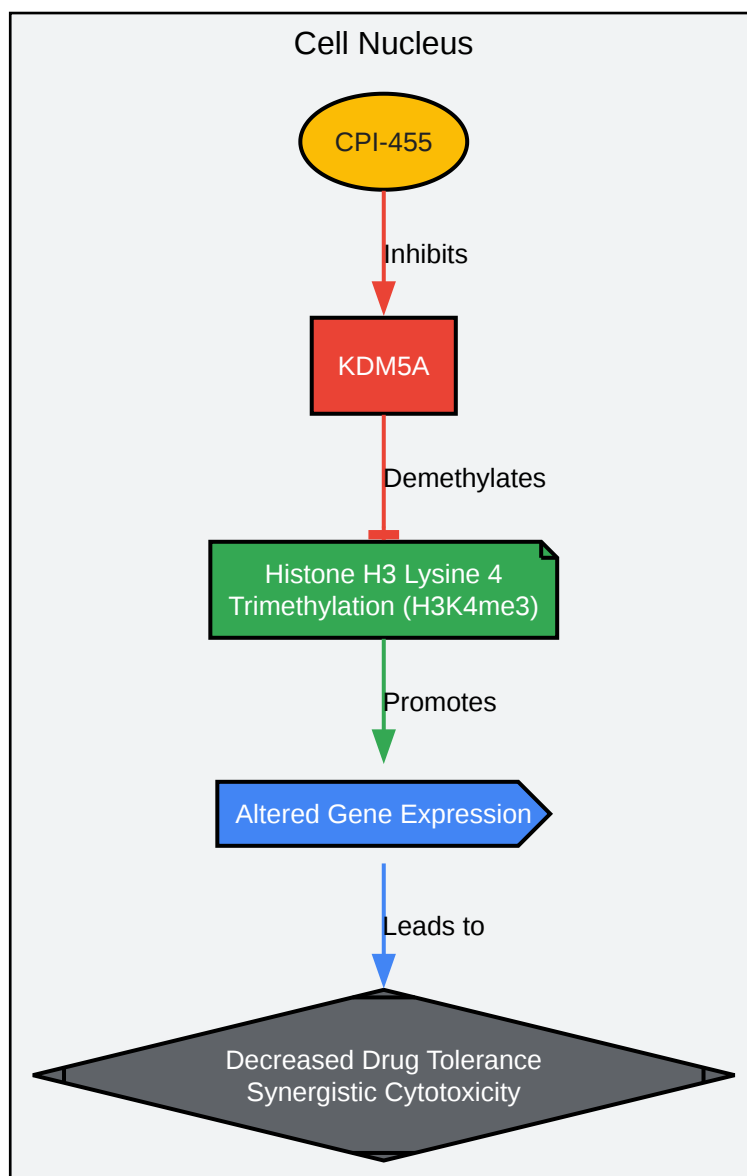 Cell Nucleus
CPI-455
Inhibits
KDM5A
Demethylates
Histone H3 Lysine 4
Trimethylation (H3K4me3)
Promotes
Altered Gene Expression
Leads to
Decreased Drug Tolerance
Synergistic Cytotoxicity